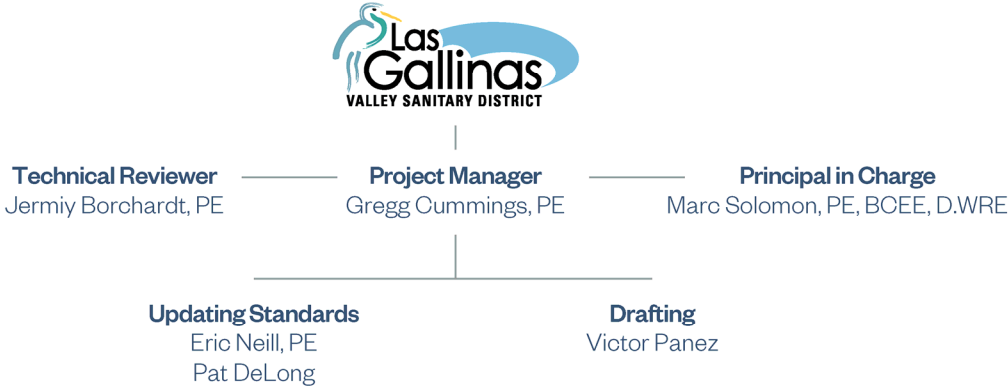 Las
Gallinas
VALLEY SANITARY DISTRICT
Technical Reviewer
Jermiy Borchardt, PE
Project Manager
Gregg Cummings, PE
Principal in Charge
Marc Solomon, PE, BCEE, D.WRE
Updating Standards
Eric Neill, PE
Pat DeLong
Drafting
Victor Panez